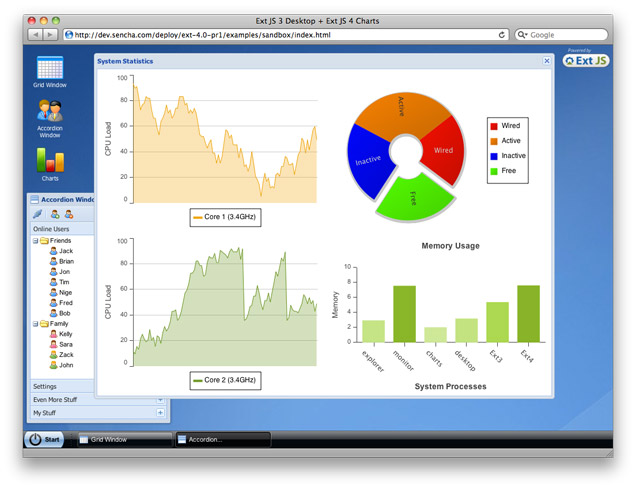 Ext JS 3 Desktop + Ext JS 4 Charts
http://dev.sencha.com/deploy/ext-4.0-pr1/examples/sandbox/index.html
Google
Powered by
Ext JS
Grid Window
Accordion
Window
Charts
System Statistics
100
80
60
40
20
0
CPU Load
Core 1 (3.4GHz)
Active
Wired
Inactive
Free
Wired
Active
Inactive
Free
Memory Usage
Accordion Windo
Online Users
Friends
Jack
Brian
Jon
Tim
Nige
Fred
Bob
Family
Kelly
Sara
Zack
John
Settings
Even More Stuff
My Stuff
100
80
60
40
20
0
CPU Load
Core 2 (3.4GHz)
10
8
6
4
2
0
Memory
explorer
monitor
charts
desktop
Ext3
Ext4
System Processes
Start
Grid Window
Accordion...